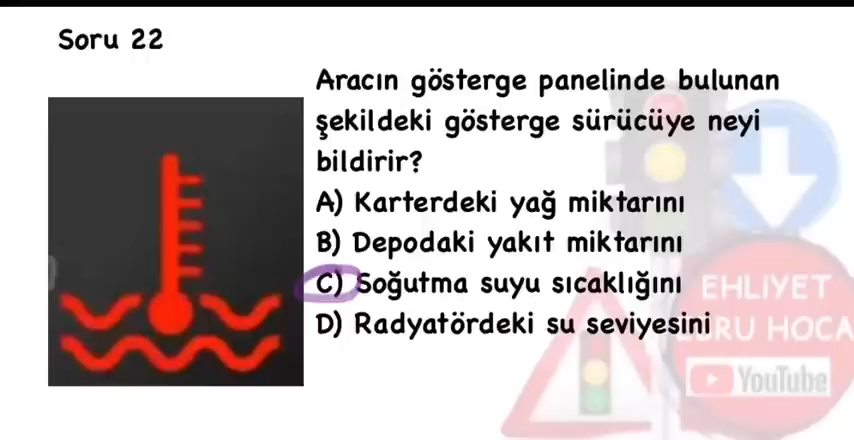 Soru 22
Aracın gösterge panelinde bulunan
şekildeki gösterge sürücüye neyi
bildirir?
A) Karterdeki yağ miktarını
B) Depodaki yakıt miktarını
C) Soğutma suyu sıcaklığını
D) Radyatördeki su seviyesini
EHLİYET
EBRU HOCA
YouTube